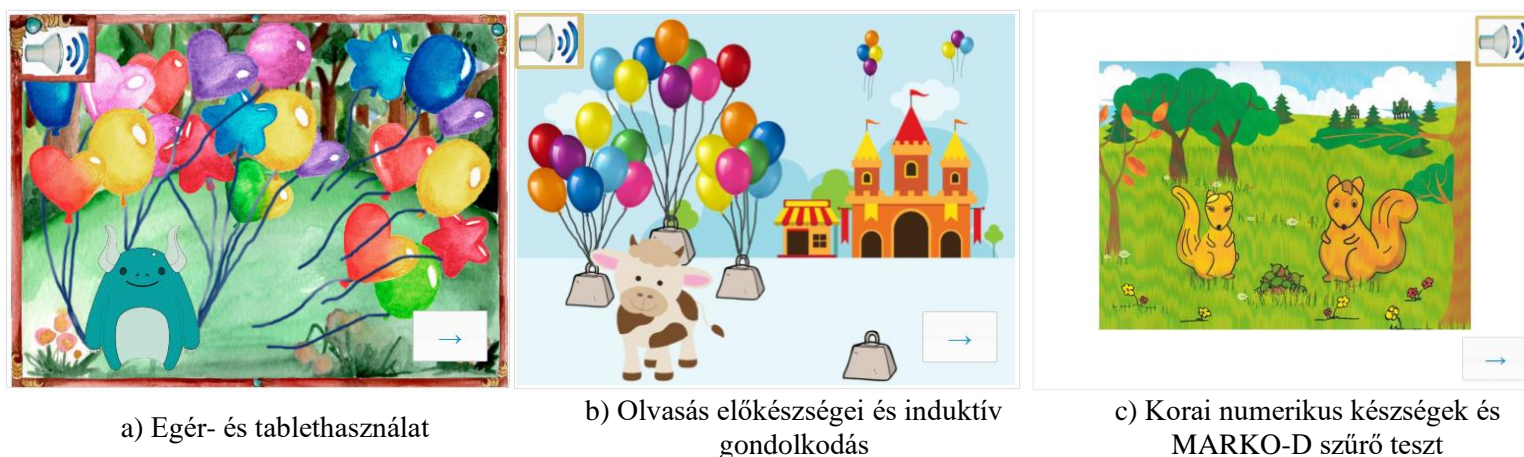 a) Egér- és tablethasználat
b) Olvasás előkészségei és induktív
gondolkodás
c) Korai numerikus készségek és
MARKO-D szűrő teszt